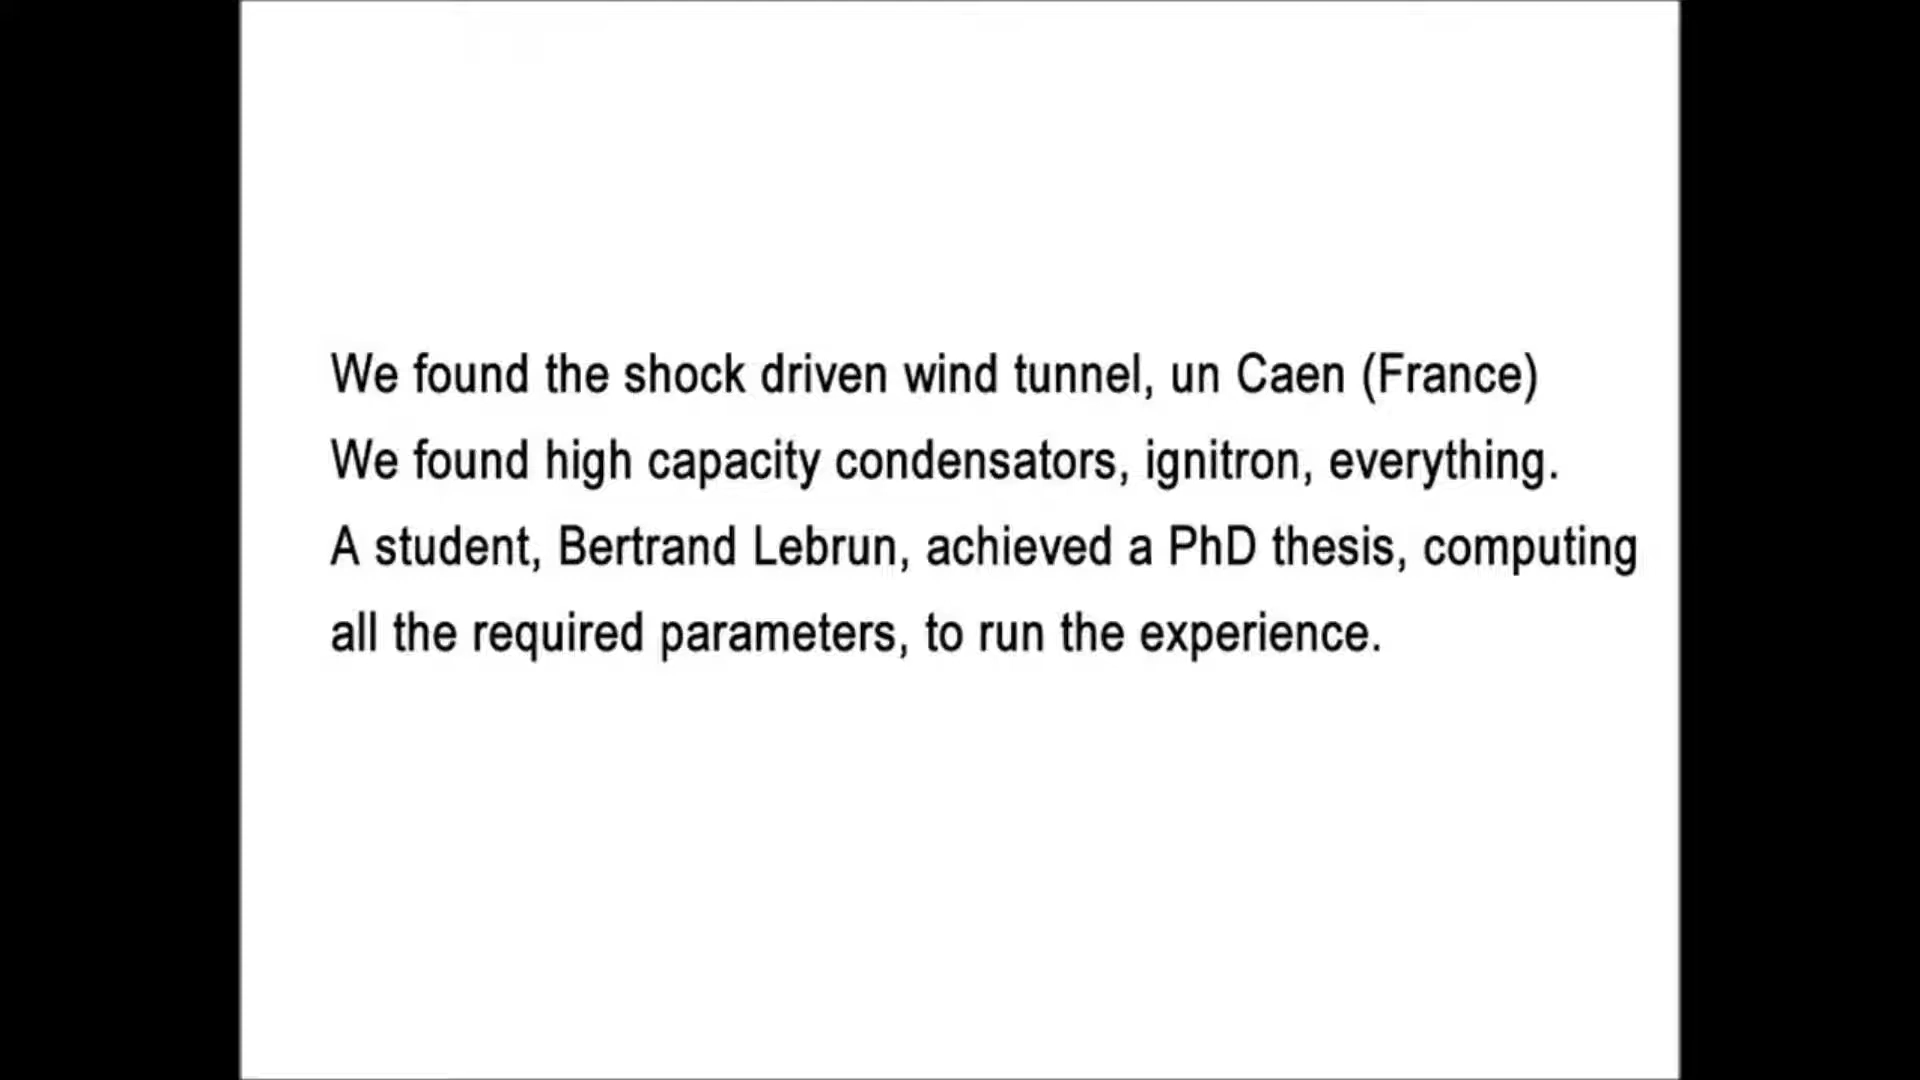 We found the shock driven wind tunnel, un Caen (France)
We found high capacity condensators, ignitron, everything.
A student, Bertrand Lebrun, achieved a PhD thesis, computing
all the required parameters, to run the experience.